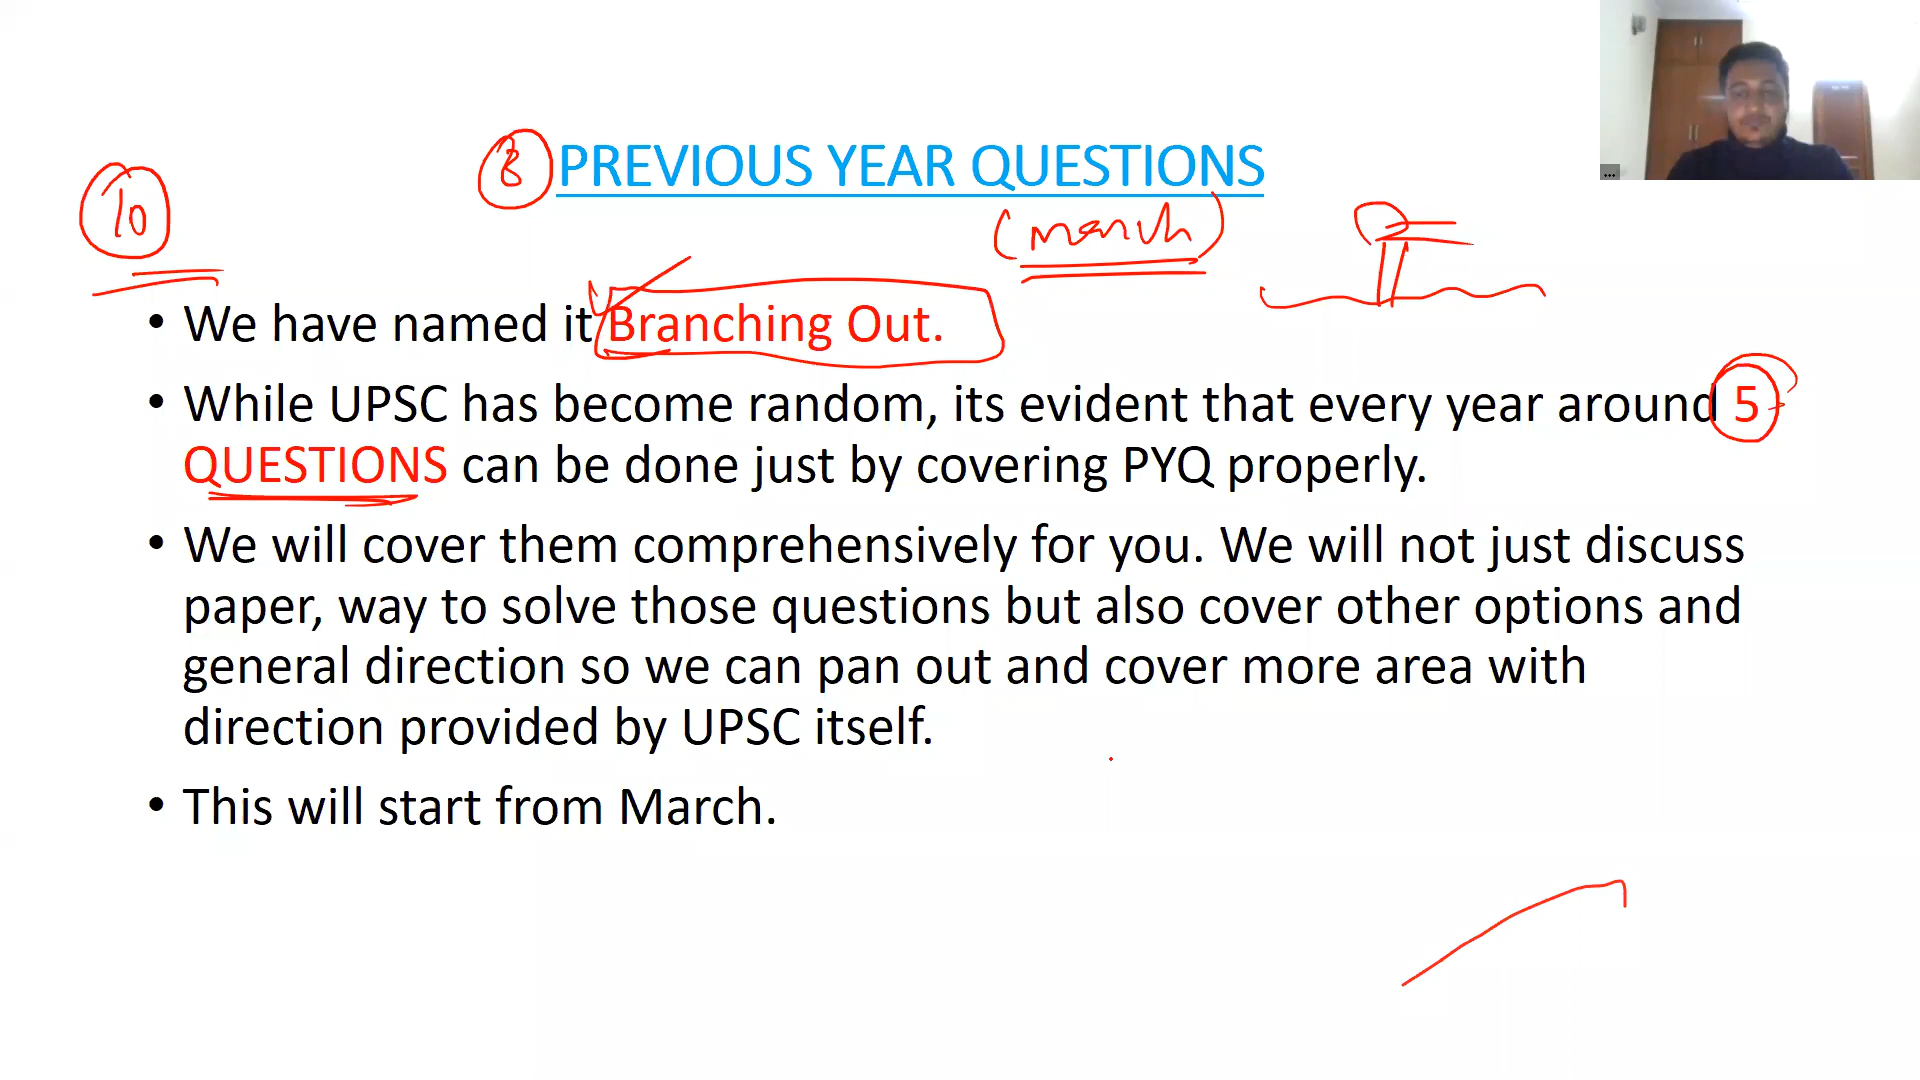 8 PREVIOUS YEAR QUESTIONS
10
(march)
• We have named it Branching Out.
• While UPSC has become random, its evident that every year around 5
QUESTIONS can be done just by covering PYQ properly.
• We will cover them comprehensively for you. We will not just discuss
paper, way to solve those questions but also cover other options and
general direction so we can pan out and cover more area with
direction provided by UPSC itself.
• This will start from March.